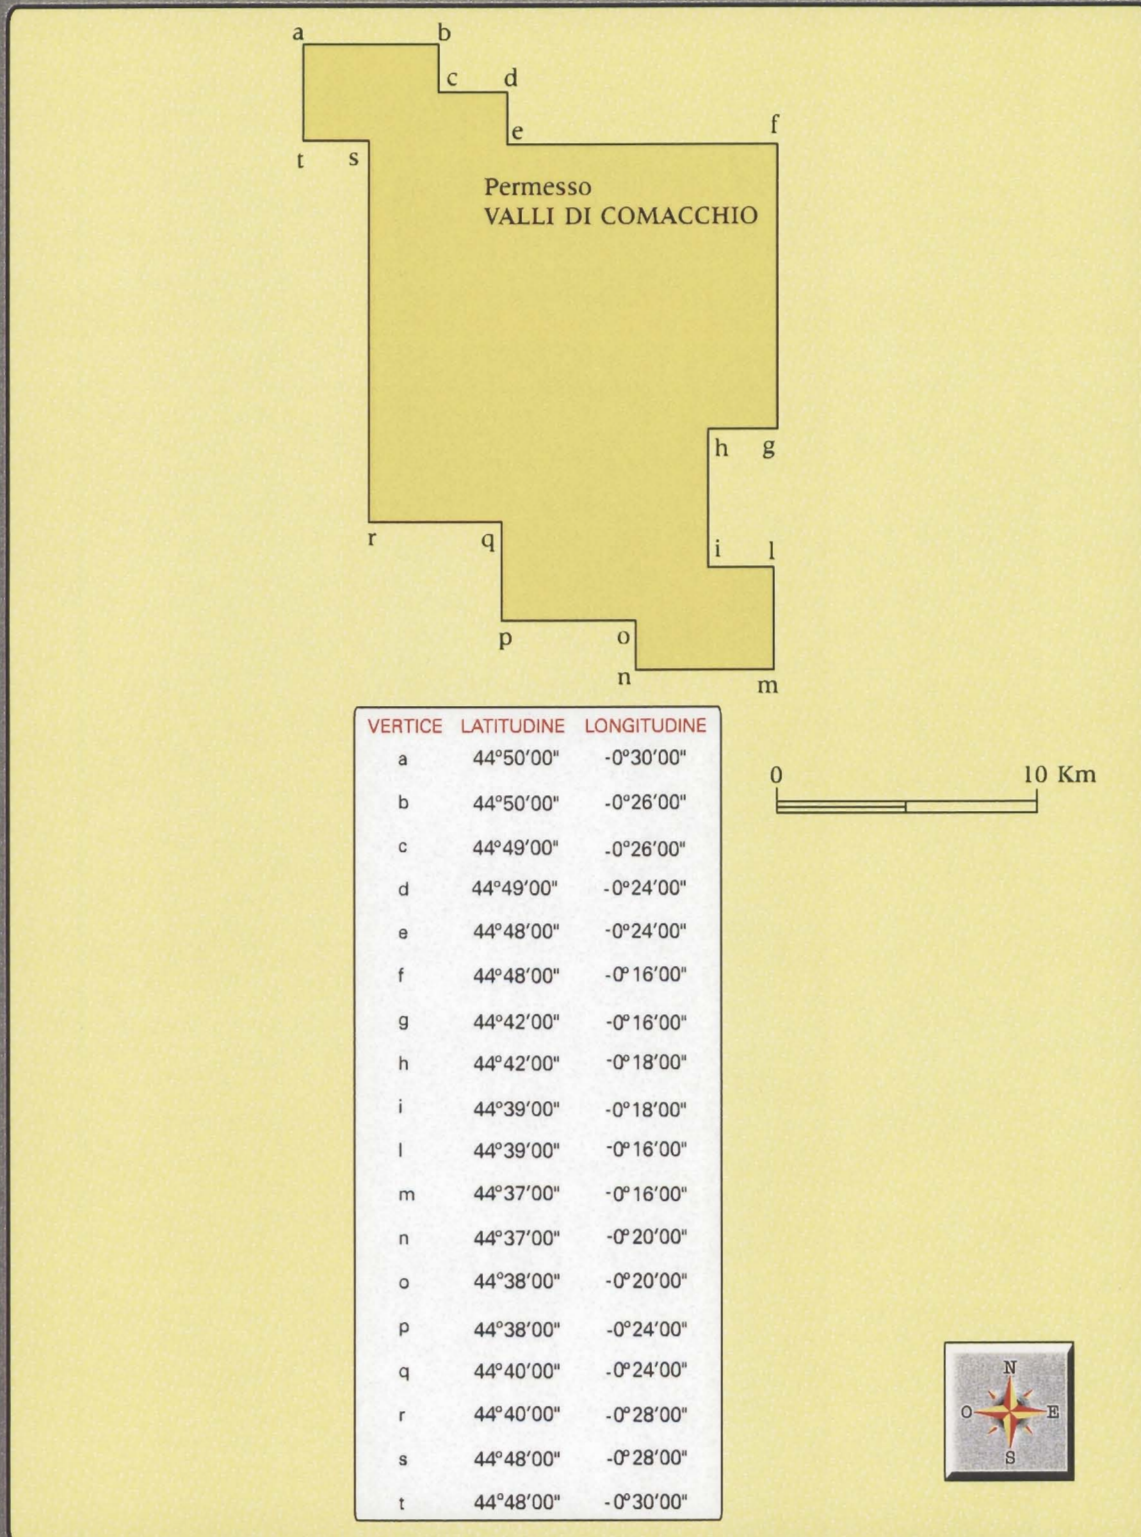 a b
c d
e f
t s
Permesso
VALLI DI COMACCHIO
h g
r q i l
p o
n m
VERTICE LATITUDINE LONGITUDINE
a 44°50'00" -0°30'00"
b 44°50'00" -0°26'00"
c 44°49'00" -0°26'00"
d 44°49'00" -0°24'00"
e 44°48'00" -0°24'00"
f 44°48'00" -0°16'00"
g 44°42'00" -0°16'00"
h 44°42'00" -0°18'00"
i 44°39'00" -0°18'00"
l 44°39'00" -0°16'00"
m 44°37'00" -0°16'00"
n 44°37'00" -0°20'00"
o 44°38'00" -0°20'00"
p 44°38'00" -0°24'00"
q 44°40'00" -0°24'00"
r 44°40'00" -0°28'00"
s 44°48'00" -0°28'00"
t 44°48'00" -0°30'00"
0 10 Km
N
O E
S